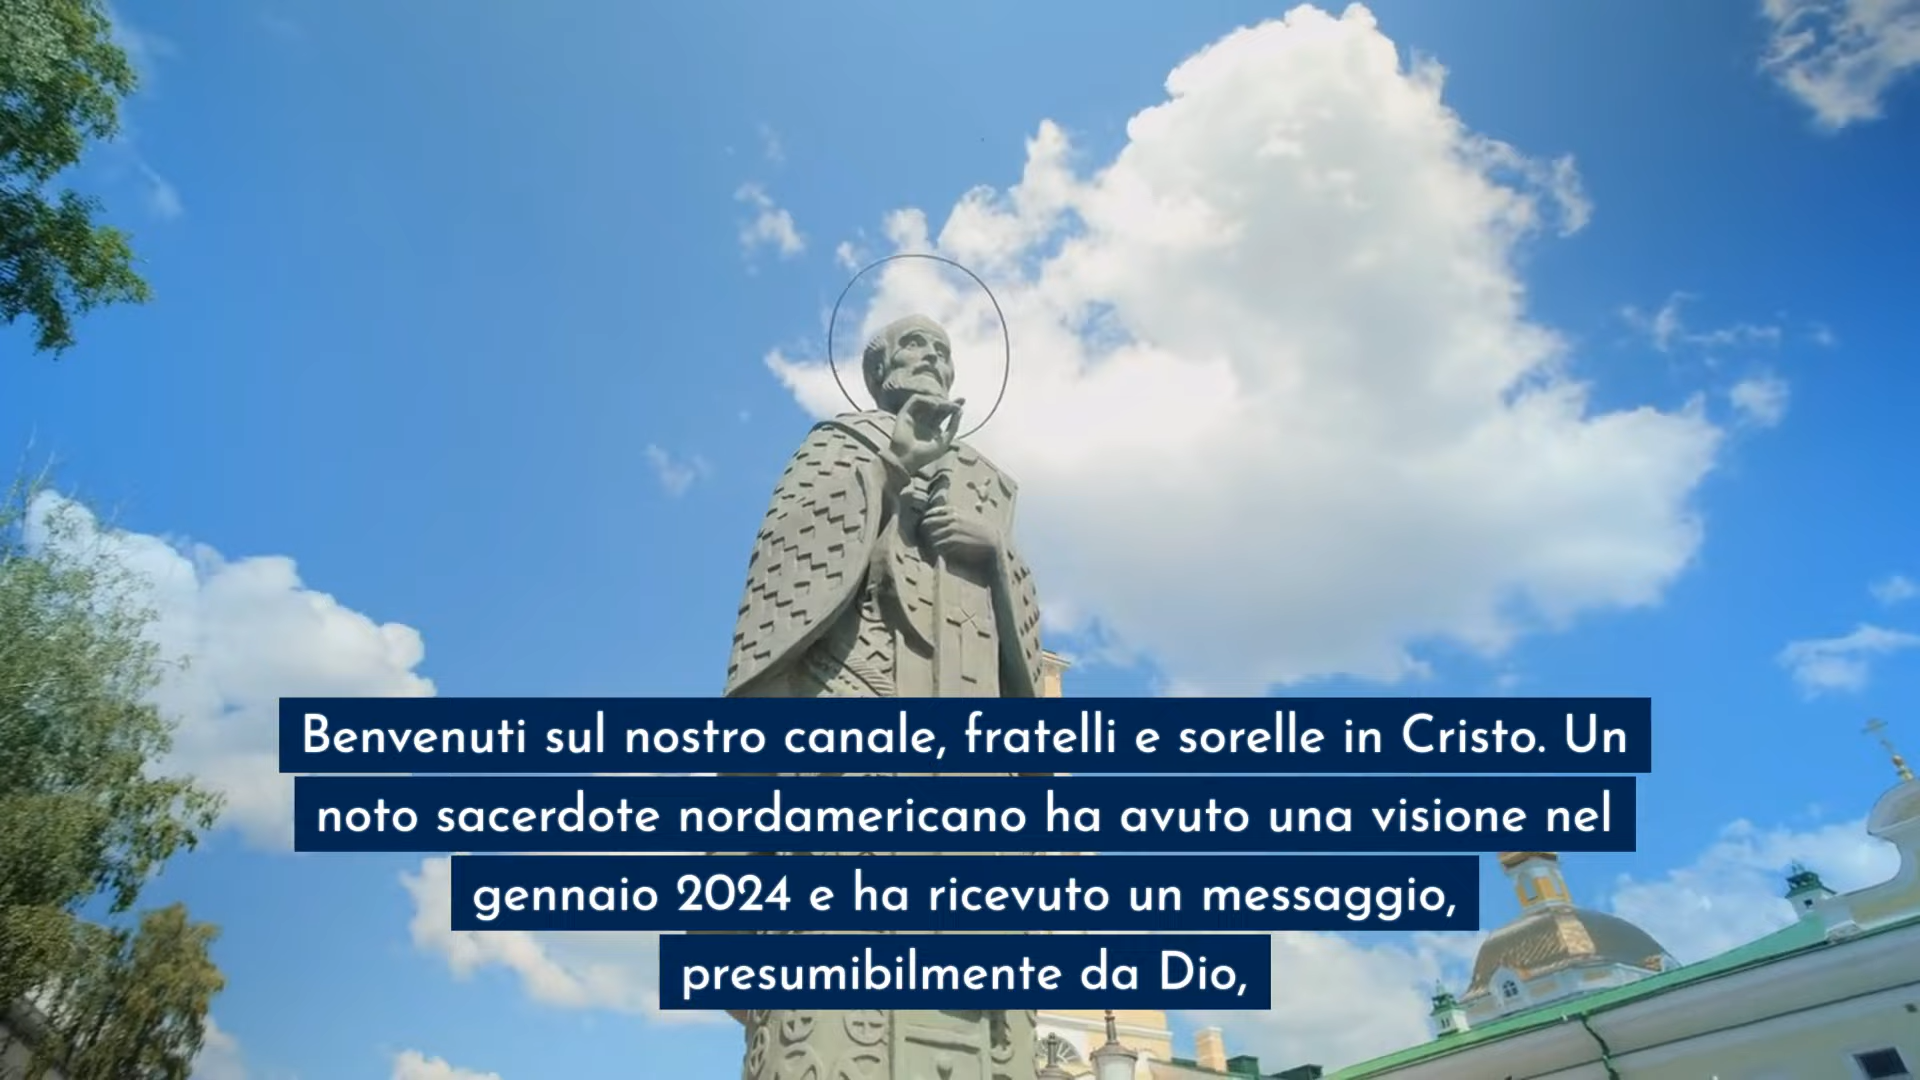 Benvenuti sul nostro canale, fratelli e sorelle in Cristo. Un
noto sacerdote nordamericano ha avuto una visione nel
gennaio 2024 e ha ricevuto un messaggio,
presumibilmente da Dio,